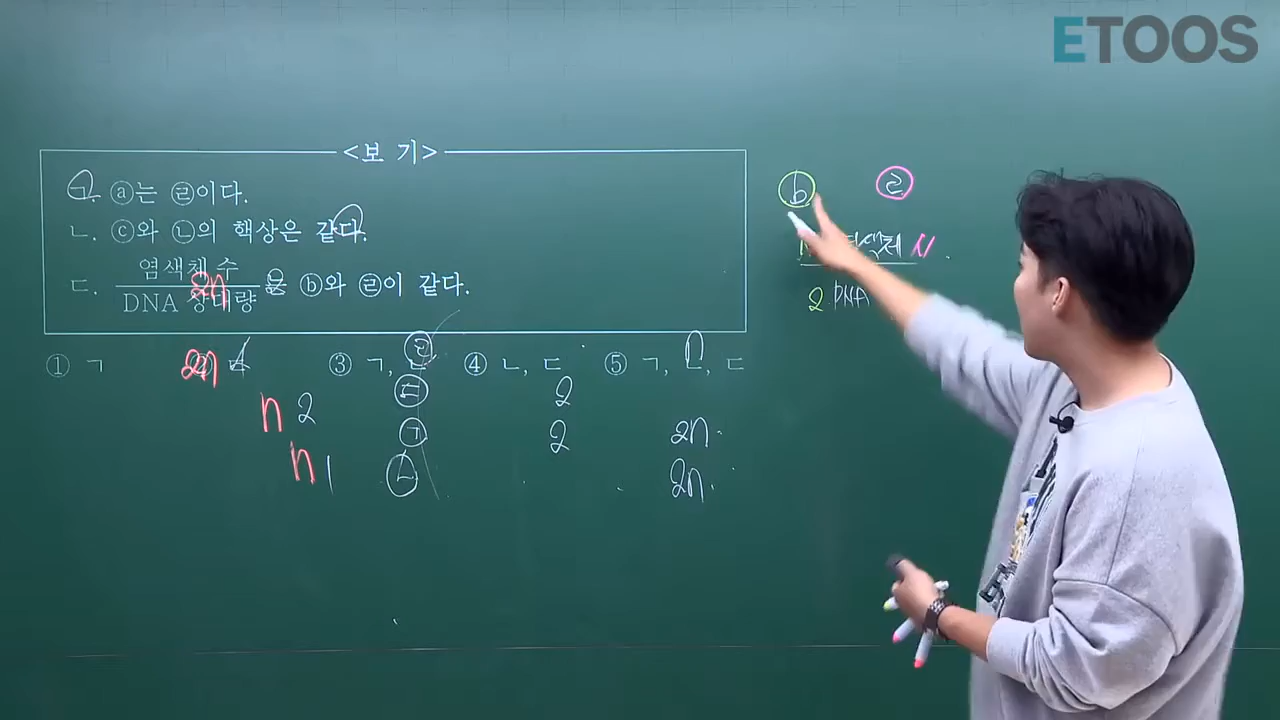 ETOOS
<보 기>
ㄱ. ⓐ는 ㉣이다.
ㄴ. ⓒ와 ㉡의 핵상은 같다.
ㄷ. 염색체 수
DNA 상대량
은 ⓑ와 ㉣이 같다.
① ㄱ
③ ㄱ, ㄴ ④ ㄴ, ㄷ ⑤ ㄱ, ㄴ, ㄷ
2n
2n
n 2
n 1
㉣
㉢
㉠
㉡
2
2
2n
2n
ⓑ ㉣
염색체 n
2 DNA